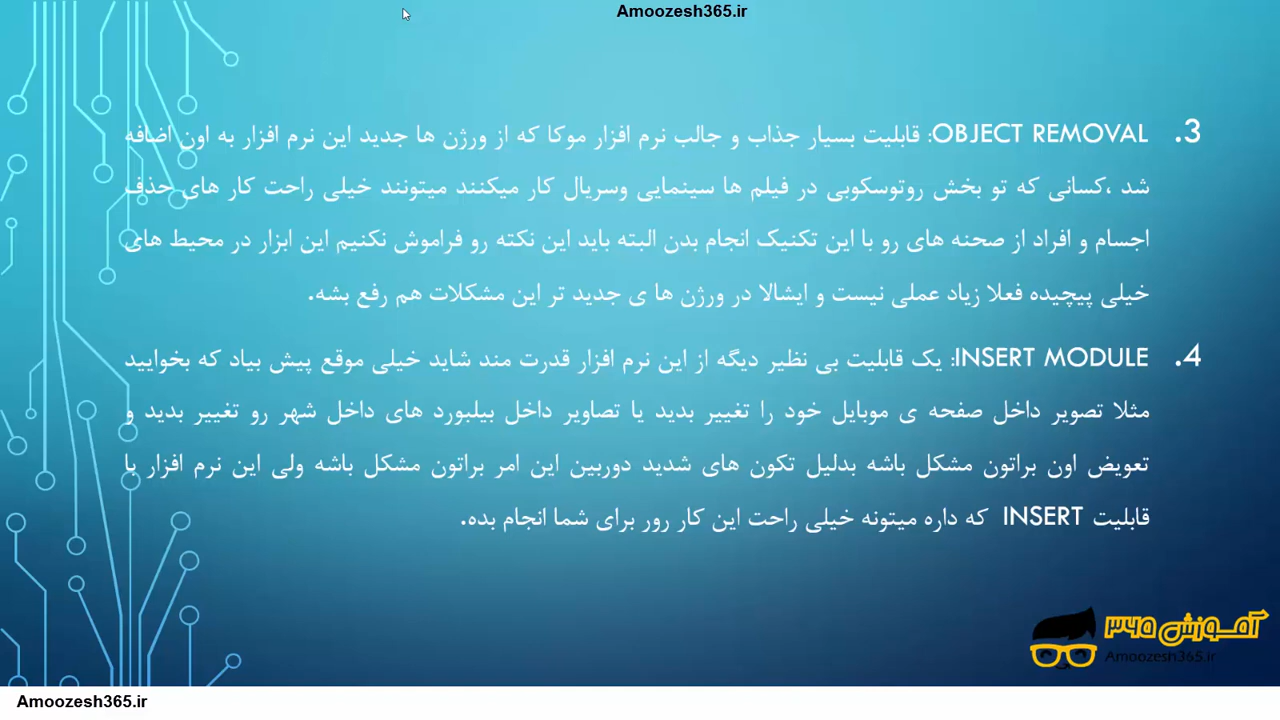 Amoozesh365.ir
3. OBJECT REMOVAL: قابلیت بسیار جذاب و جالب نرم افزار موکا که از ورژن ها جدید این نرم افزار به اون اضافه
شد ،کسانی که تو بخش روتوسکوبی در فیلم ها سینمایی وسریال کار میکنند میتونند خیلی راحت کار های حذف
اجسام و افراد از صحنه های رو با این تکنیک انجام بدن البته باید این نکته رو فراموش نکنیم این ابزار در محیط های
خیلی پیچیده فعلا زیاد عملی نیست و ایشالا در ورژن ها ی جدید تر این مشکلات هم رفع بشه.
4. INSERT MODULE: یک قابلیت بی نظیر دیگه از این نرم افزار قدرت مند شاید خیلی موقع پیش بیاد که بخوایید
مثلا تصویر داخل صفحه ی موبایل خود را تغییر بدید یا تصاویر داخل بیلبورد های داخل شهر رو تغییر بدید و
تعویض اون براتون مشکل باشه بدلیل تکون های شدید دوربین این امر براتون مشکل باشه ولی این نرم افزار با
قابلیت INSERT که داره میتونه خیلی راحت این کار رور برای شما انجام بده.
آموزش ۳۶۵
Amoozesh365.ir
Amoozesh365.ir